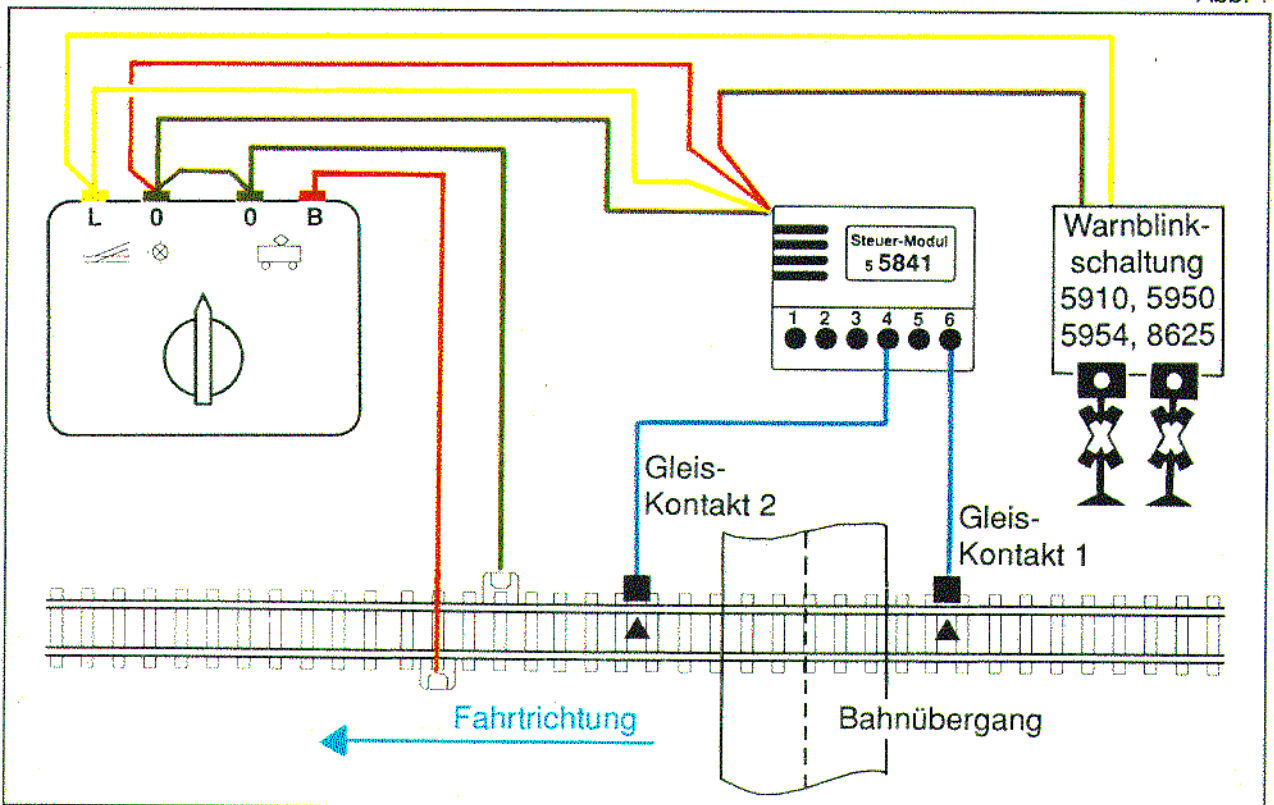 L 0 0 B
Steuer-Modul
5 5841
1 2 3 4 5 6
Warnblink-
schaltung
5910, 5950
5954, 8625
Gleis-
Kontakt 2
Gleis-
Kontakt 1
Fahrtrichtung
Bahnübergang